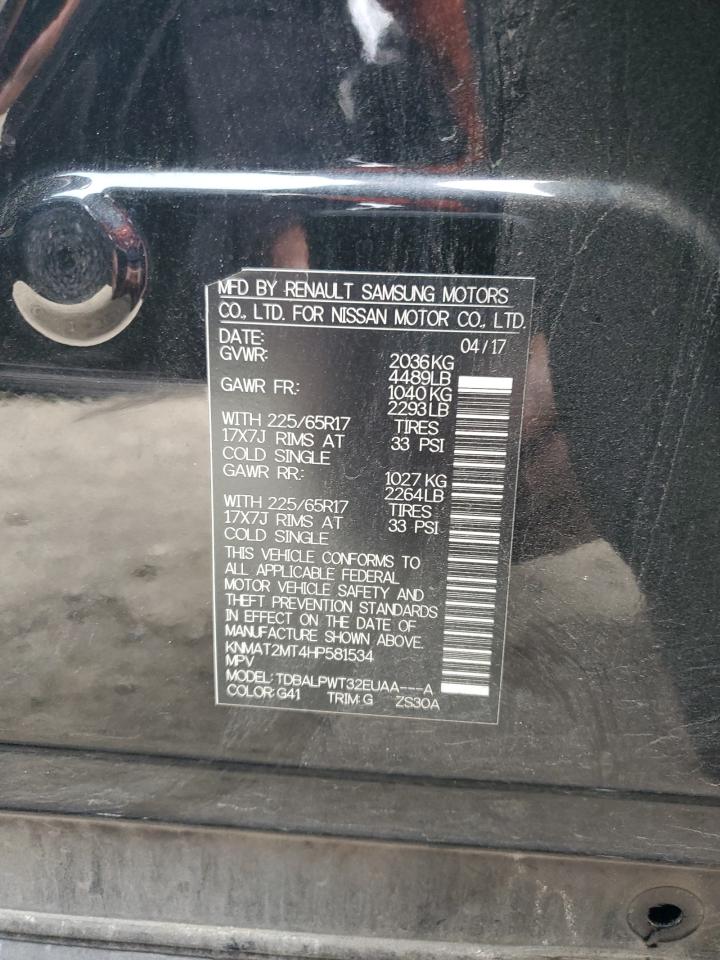 MFD BY RENAULT SAMSUNG MOTORS
CO., LTD. FOR NISSAN MOTOR CO., LTD.
DATE: 04/17
GVWR: 2036KG
4489LB
GAWR FR: 1040KG
2293LB
WITH 225/65R17 TIRES
17X7J RIMS AT 33 PSI
COLD SINGLE
GAWR RR: 1027KG
2264LB
WITH 225/65R17 TIRES
17X7J RIMS AT 33 PSI
COLD SINGLE
THIS VEHICLE CONFORMS TO
ALL APPLICABLE FEDERAL
MOTOR VEHICLE SAFETY AND
THEFT PREVENTION STANDARDS
IN EFFECT ON THE DATE OF
MANUFACTURE SHOWN ABOVE.
KNMAT2MT4HP581534
MPV
MODEL: TDBALPWT32EUAA---A
COLOR: G41 TRIM: G ZS30A